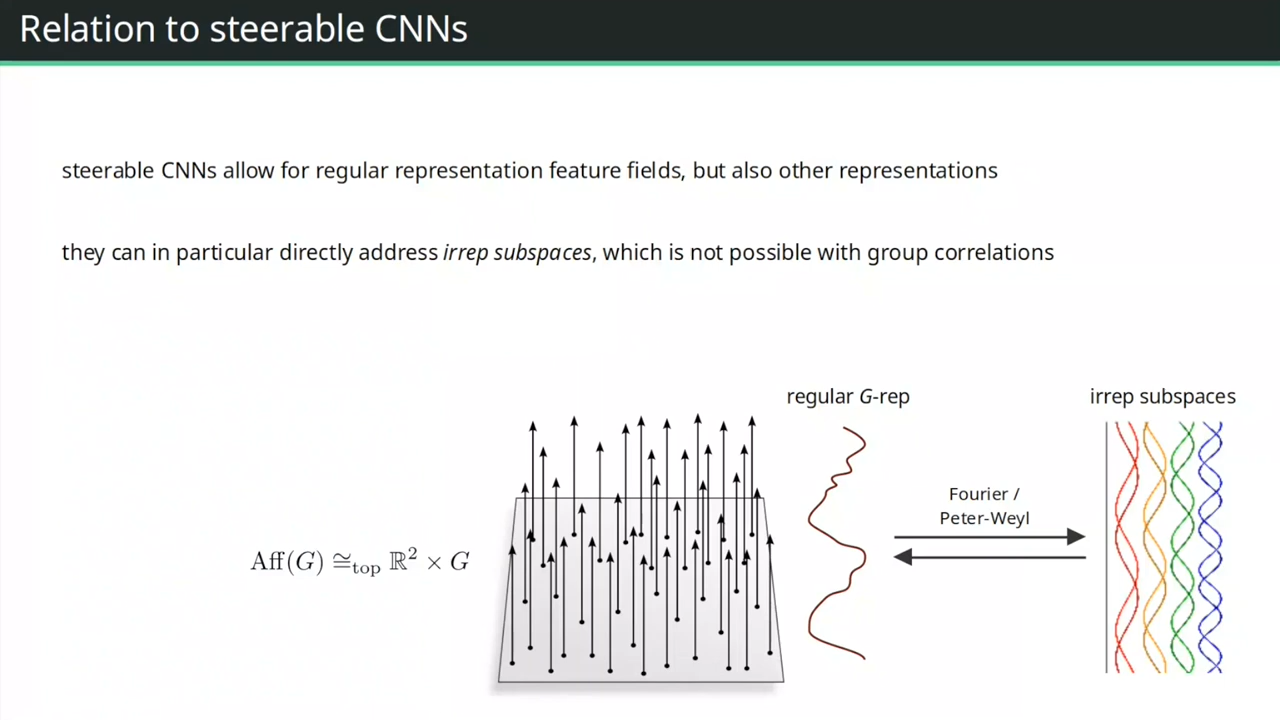 Relation to steerable CNNs
steerable CNNs allow for regular representation feature fields, but also other representations
they can in particular directly address irrep subspaces, which is not possible with group correlations
regular G-rep
irrep subspaces
Fourier /
Peter-Weyl
Aff(G) ≅top ℝ² × G